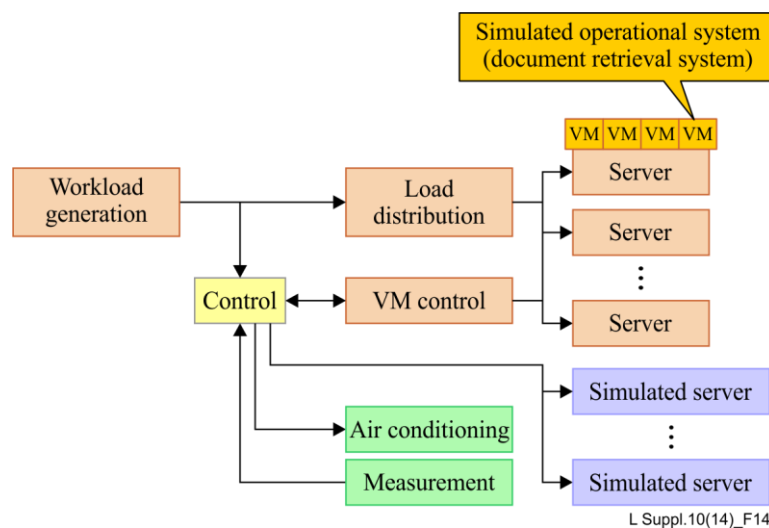 Simulated operational system
(document retrieval system)
VM VM VM VM
Workload
generation
Load
distribution
Server
Server
Control
VM control
Server
Simulated server
Air conditioning
Measurement
Simulated server
L Suppl.10(14)_F14